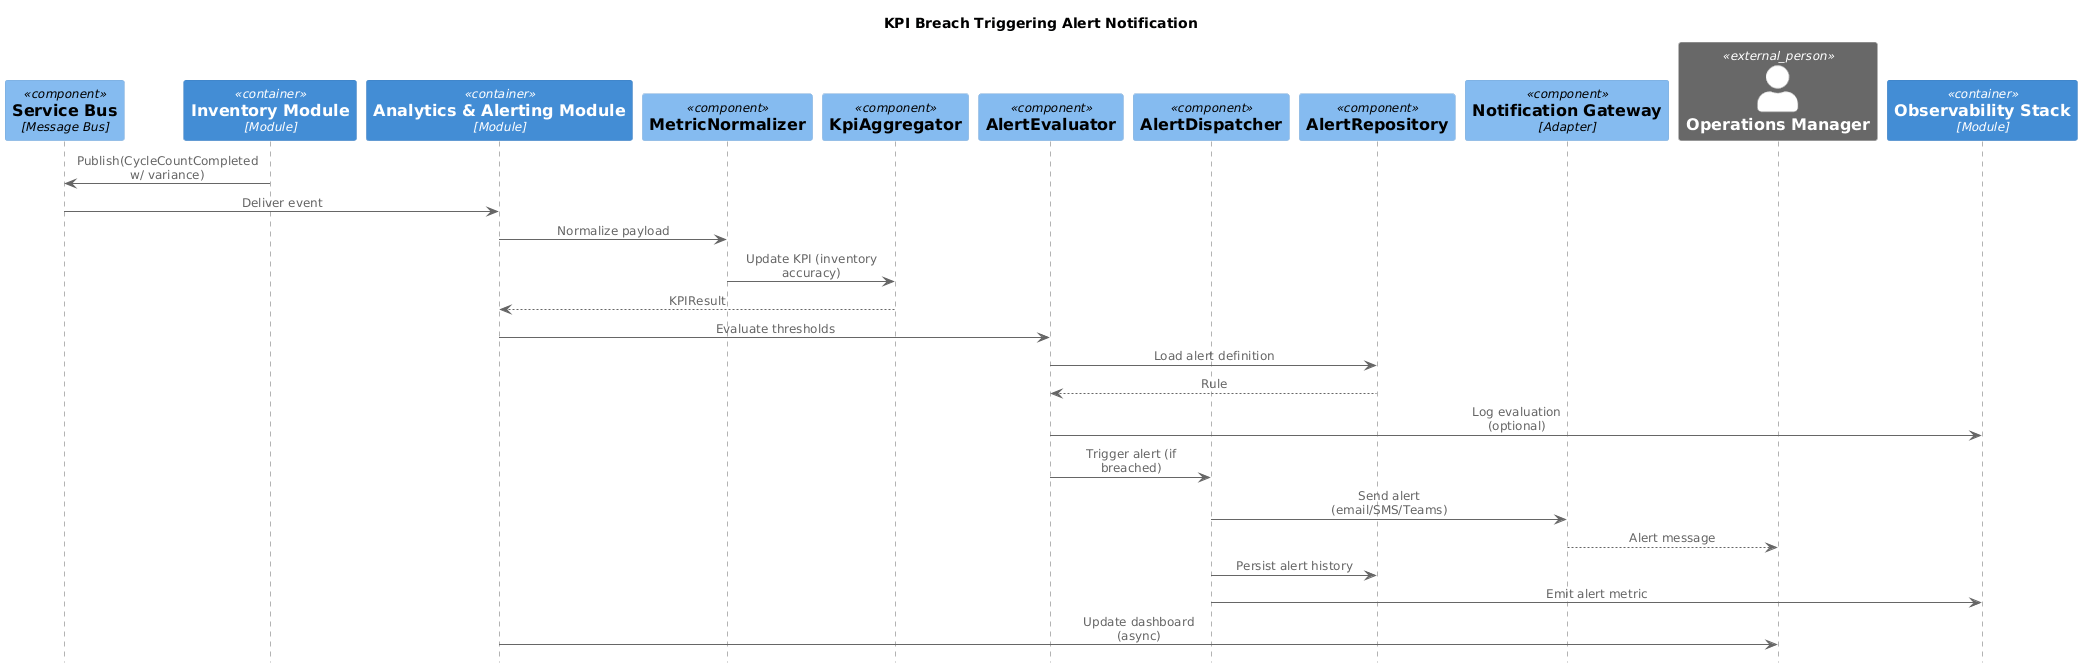 KPI Breach Triggering Alert Notification
«component»
Service Bus
[Message Bus]
«container»
Inventory Module
[Module]
«container»
Analytics & Alerting Module
[Module]
«component»
MetricNormalizer
«component»
KpiAggregator
«component»
AlertEvaluator
«component»
AlertDispatcher
«component»
AlertRepository
«component»
Notification Gateway
[Adapter]
«external_person»
Operations Manager
«container»
Observability Stack
[Module]
Publish(CycleCountCompleted
w/ variance)
Deliver event
Normalize payload
Update KPI (inventory
accuracy)
KPIResult
Evaluate thresholds
Load alert definition
Rule
Log evaluation
(optional)
Trigger alert (if
breached)
Send alert
(email/SMS/Teams)
Alert message
Persist alert history
Emit alert metric
Update dashboard
(async)